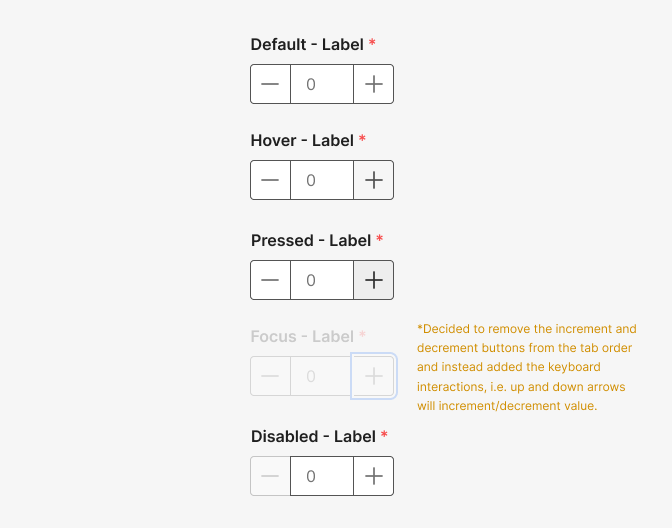 Default - Label *
0
Hover - Label *
0
Pressed - Label *
0
Focus - Label *
0
*Decided to remove the increment and
decrement buttons from the tab order
and instead added the keyboard
interactions, i.e. up and down arrows
will increment/decrement value.
Disabled - Label *
0